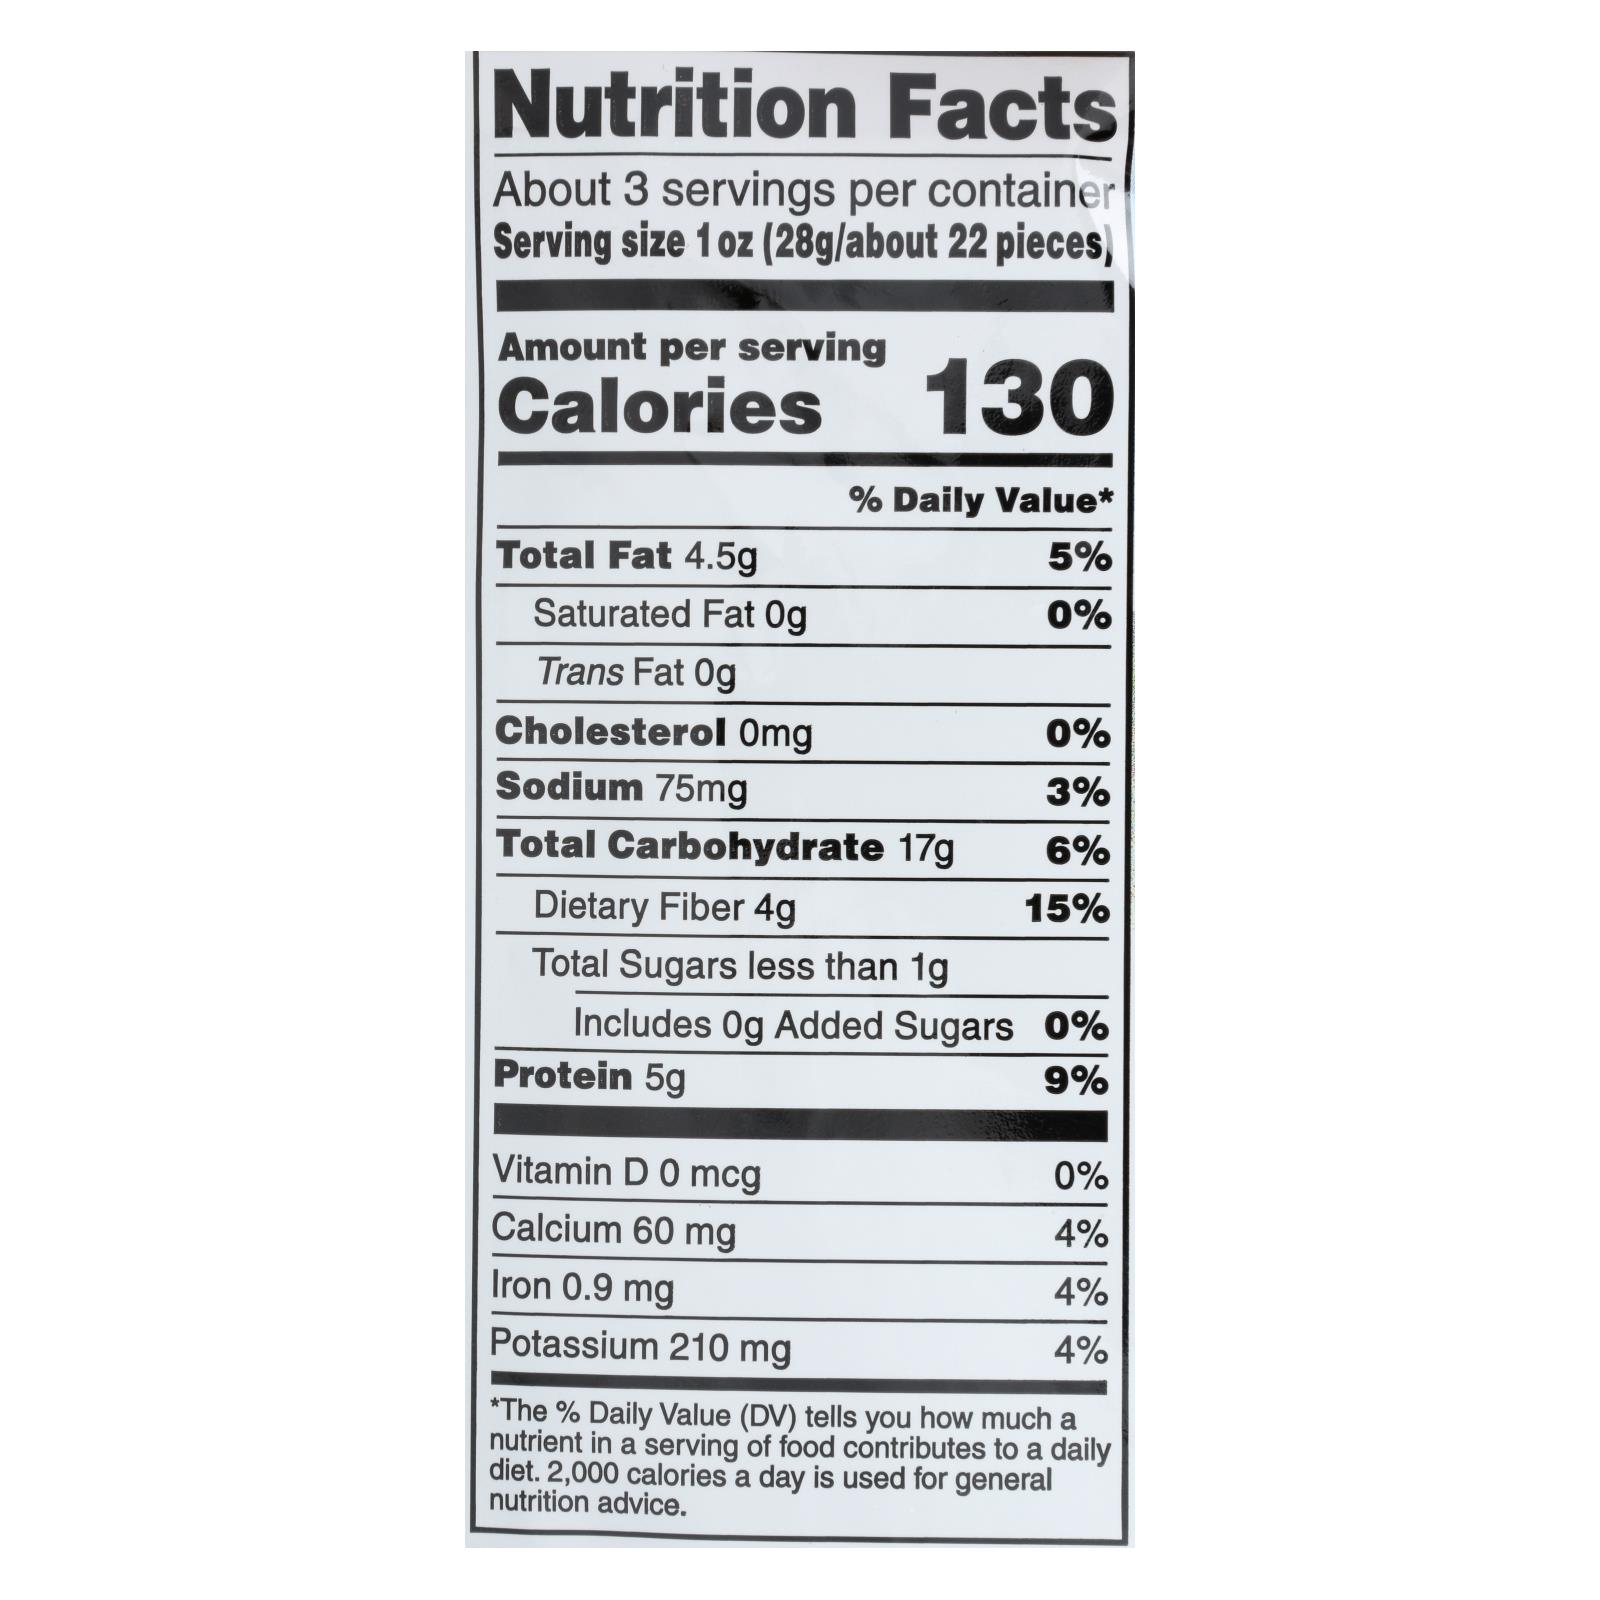 Nutrition Facts
About 3 servings per container
Serving size 1 oz (28g/about 22 pieces)
Amount per serving
Calories 130
% Daily Value*
Total Fat 4.5g 5%
Saturated Fat 0g 0%
Trans Fat 0g
Cholesterol 0mg 0%
Sodium 75mg 3%
Total Carbohydrate 17g 6%
Dietary Fiber 4g 15%
Total Sugars less than 1g
Includes 0g Added Sugars 0%
Protein 5g 9%
Vitamin D 0 mcg 0%
Calcium 60 mg 4%
Iron 0.9 mg 4%
Potassium 210 mg 4%
*The % Daily Value (DV) tells you how much a
nutrient in a serving of food contributes to a daily
diet. 2,000 calories a day is used for general
nutrition advice.